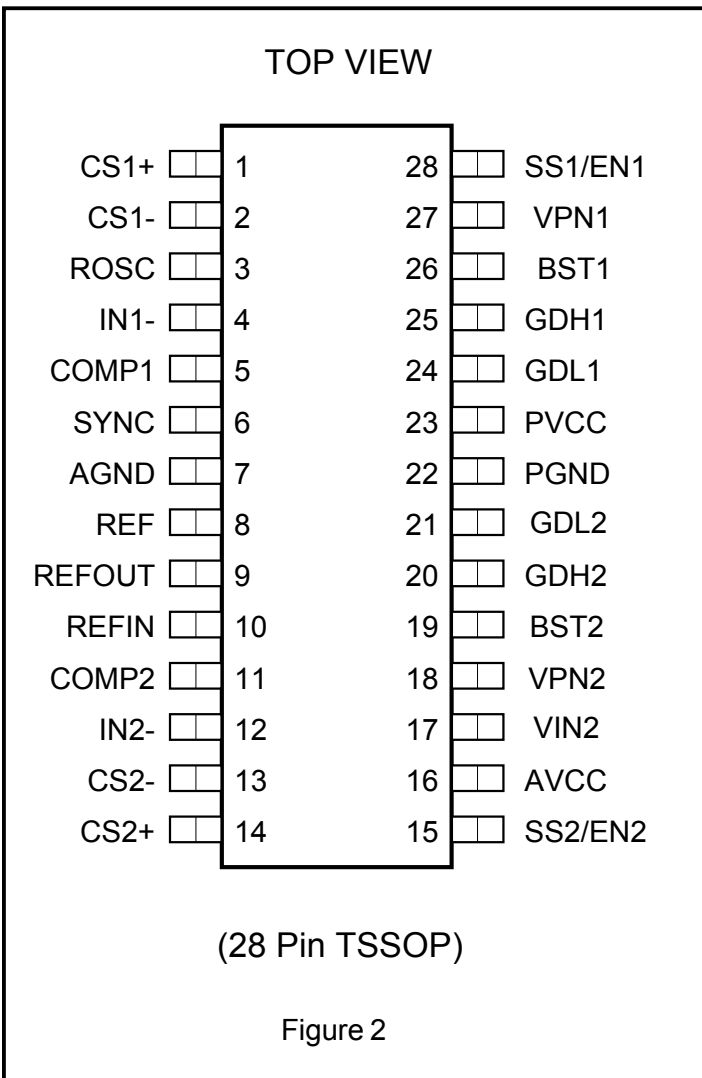 TOP VIEW
CS1+ 1 28 SS1/EN1
CS1- 2 27 VPN1
ROSC 3 26 BST1
IN1- 4 25 GDH1
COMP1 5 24 GDL1
SYNC 6 23 PVCC
AGND 7 22 PGND
REF 8 21 GDL2
REFOUT 9 20 GDH2
REFIN 10 19 BST2
COMP2 11 18 VPN2
IN2- 12 17 VIN2
CS2- 13 16 AVCC
CS2+ 14 15 SS2/EN2
(28 Pin TSSOP)
Figure 2